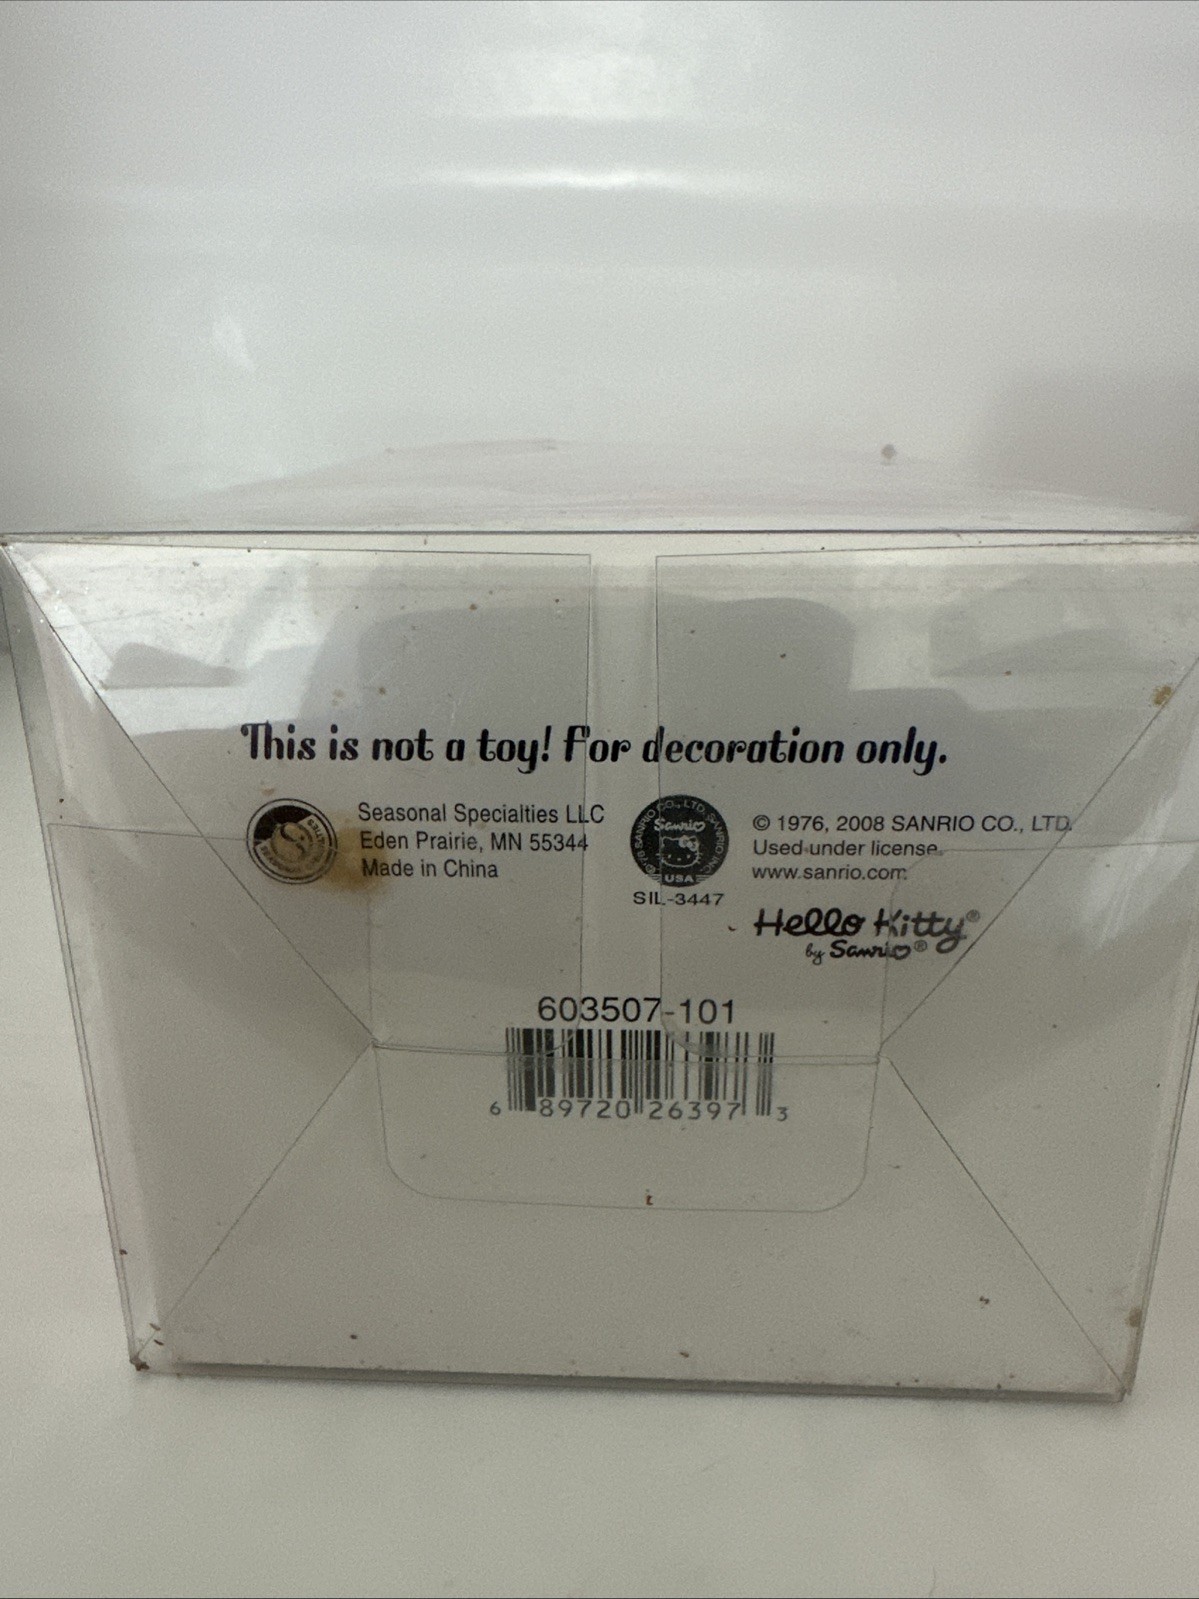 This is not a toy! For decoration only.
Seasonal Specialties LLC
Eden Prairie, MN 55344
Made in China
Sanrio
USA
SIL-3447
© 1976, 2008 SANRIO CO., LTD.
Used under license.
www.sanrio.com
Hello Kitty®
by Sanrio®
603507-101
6 89720 26397 3